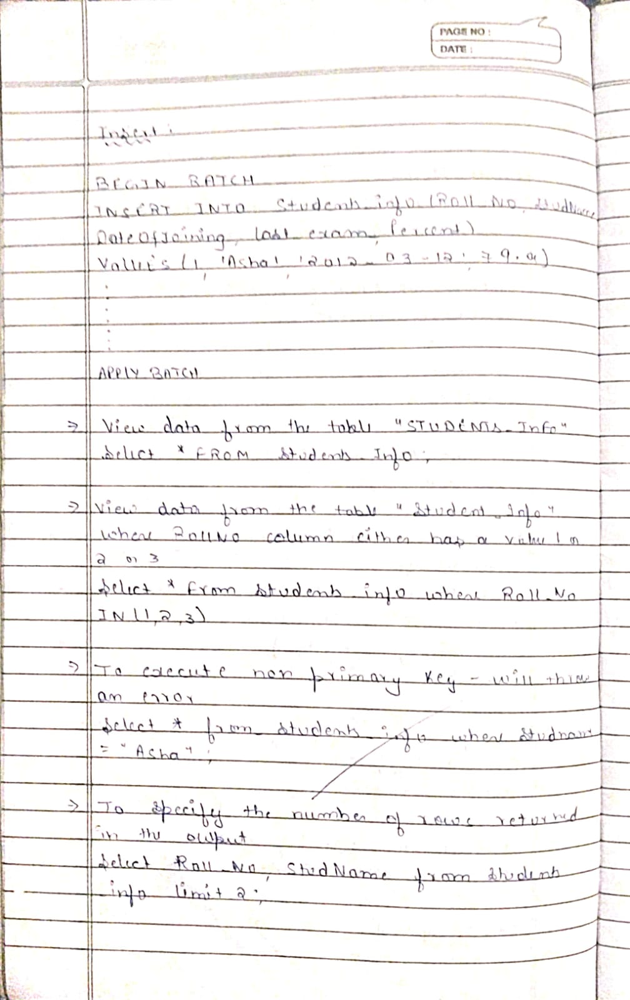 PAGE NO :
DATE :
Insert :
BEGIN BATCH
INSERT INTO Students_info (Roll_No, StudName
DateOfJoining, last_exam_Percent)
Values (1, 'Asha', '2012-03-12', 79.9)
APPLY BATCH
⇒ View data from the table "STUDENTS_Info"
Select * FROM Students_Info ;
⇒ View data from the table "Student_Info"
where RollNo column either has a value 1 or
2 or 3
Select * from Students_info where Roll_No
IN (1,2,3)
⇒ To execute non primary key - will throw
an error
Select * from Students_info where Studname
= "Asha" ;
⇒ To specify the number of rows returned
in the output
Select Roll_No, StudName from Students
_info limit 2 ;